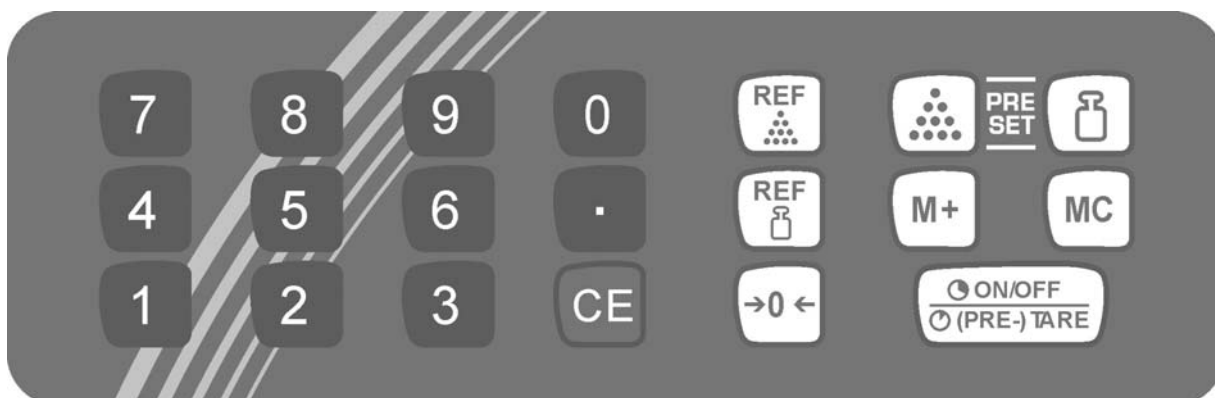 7 8 9 0 REF PRE
SET
4 5 6 . REF M+ MC
1 2 3 CE →0← ON/OFF
(PRE-) TARE